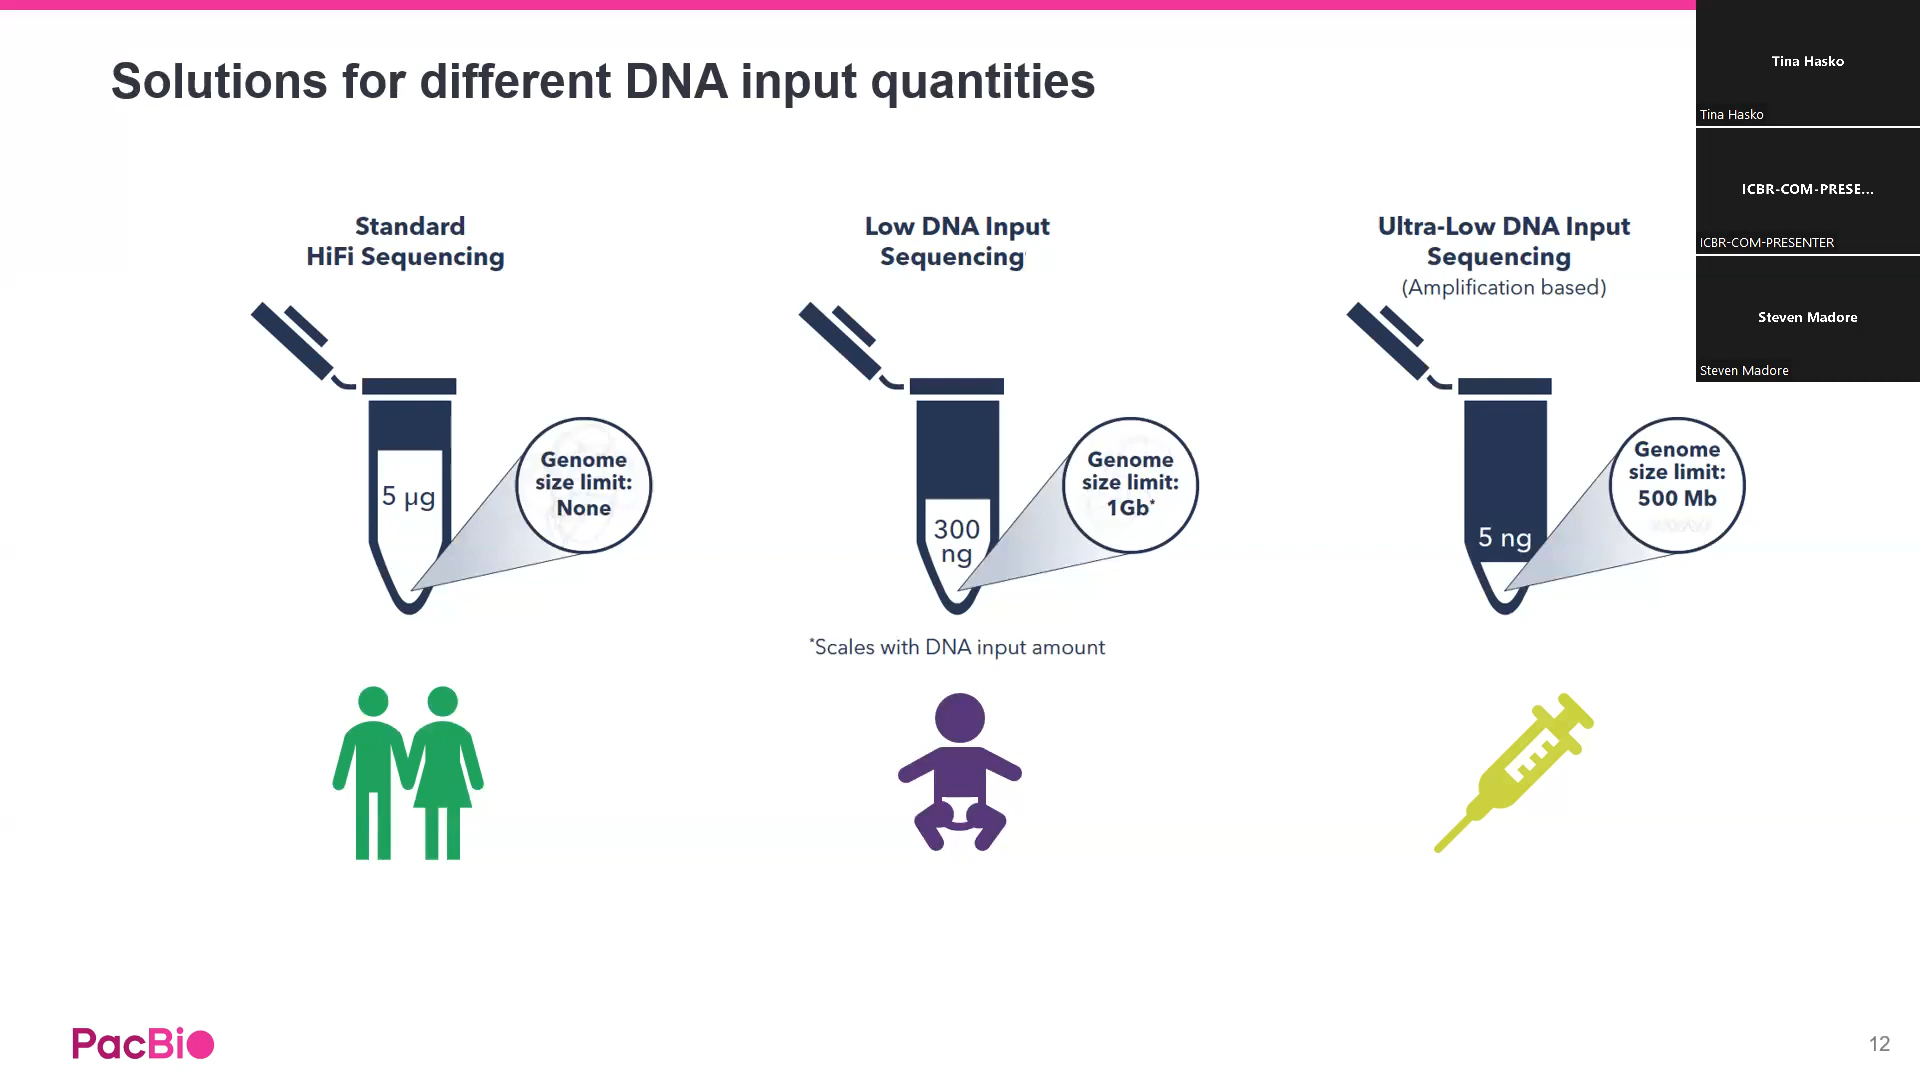 Solutions for different DNA input quantities
Tina Hasko
Tina Hasko
ICBR-COM-PRESE...
ICBR-COM-PRESENTER
Steven Madore
Steven Madore
Standard
HiFi Sequencing
5 µg
Genome
size limit:
None
Low DNA Input
Sequencing
300
ng
Genome
size limit:
1Gb*
*Scales with DNA input amount
Ultra-Low DNA Input
Sequencing
(Amplification based)
5 ng
Genome
size limit:
500 Mb
PacBio
12